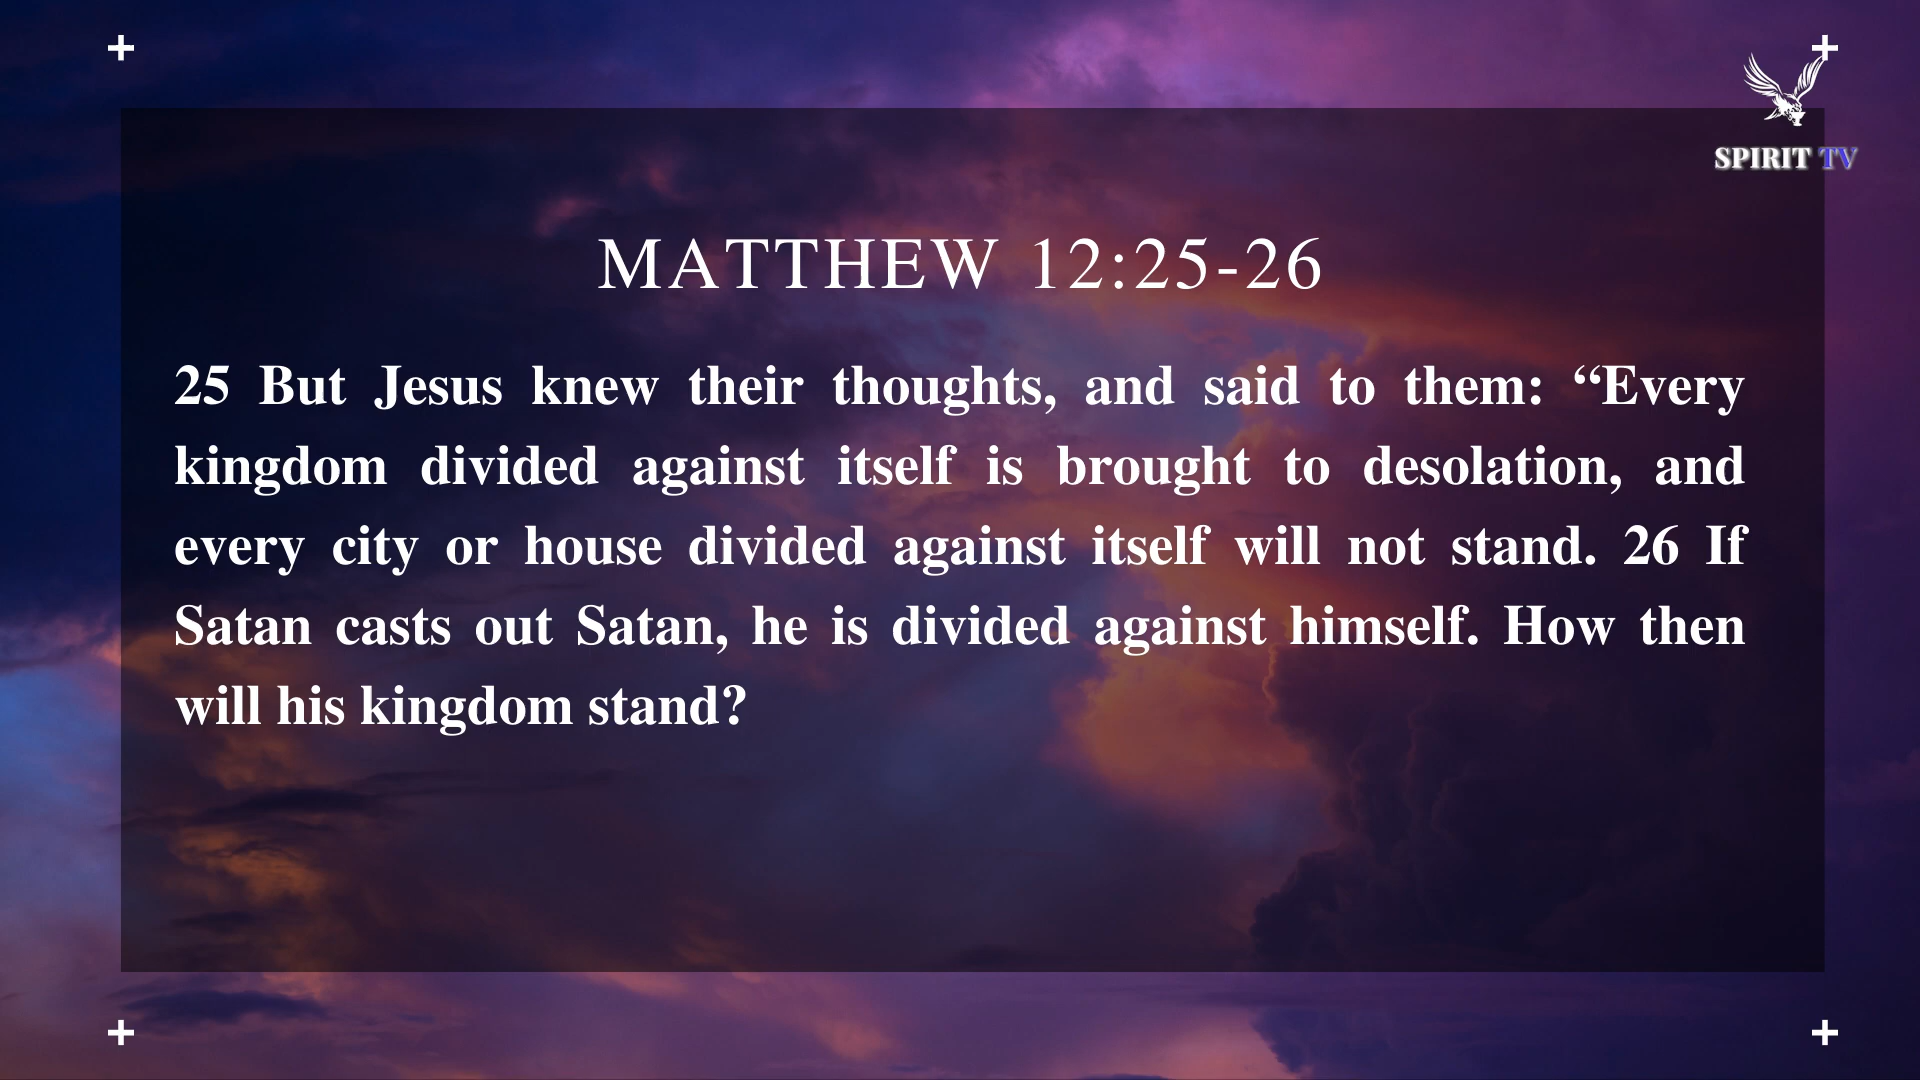 SPIRIT TV
MATTHEW 12:25-26
25 But Jesus knew their thoughts, and said to them: “Every
kingdom divided against itself is brought to desolation, and
every city or house divided against itself will not stand. 26 If
Satan casts out Satan, he is divided against himself. How then
will his kingdom stand?